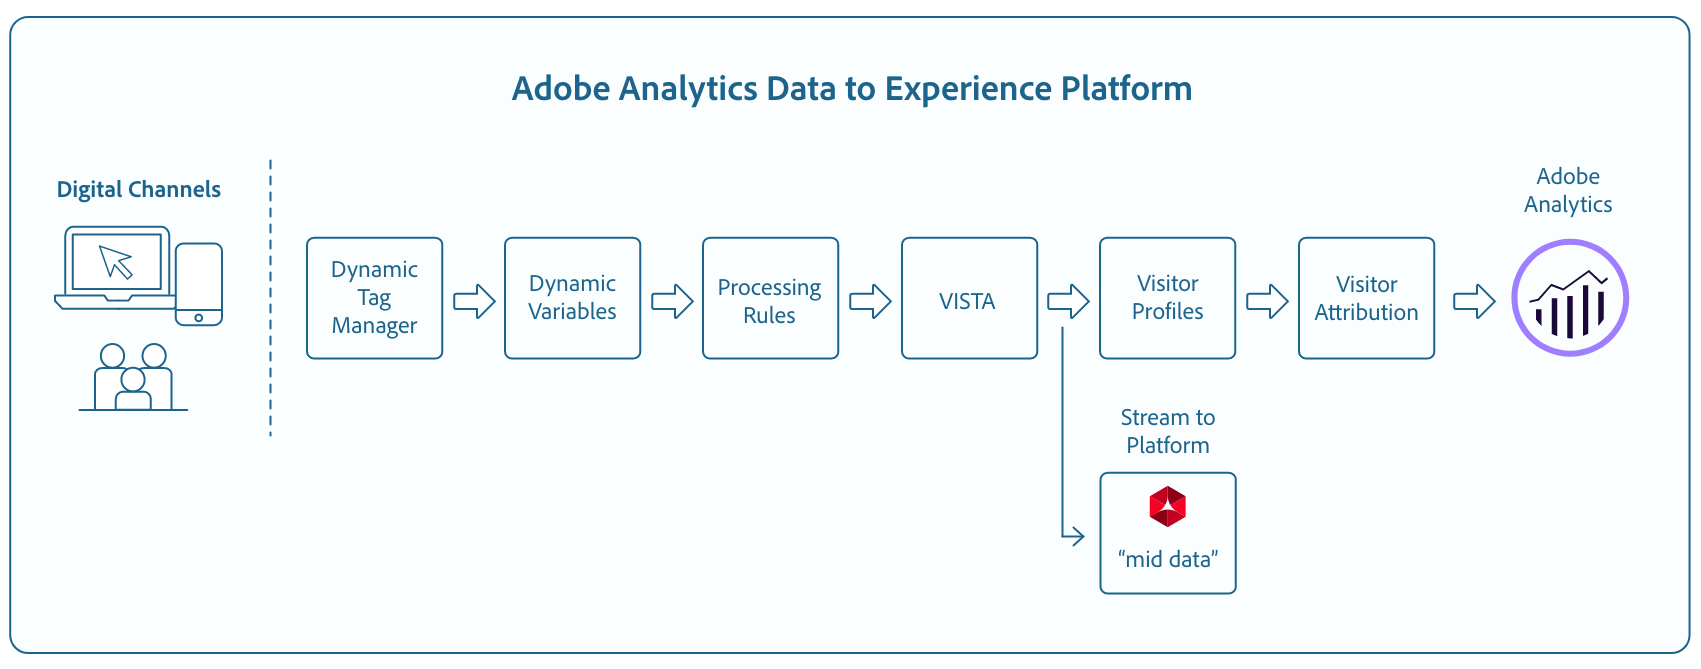 Adobe Analytics Data to Experience Platform
Digital Channels
Dynamic
Tag
Manager
Dynamic
Variables
Processing
Rules
VISTA
Visitor
Profiles
Visitor
Attribution
Adobe
Analytics
Stream to
Platform
“mid data”